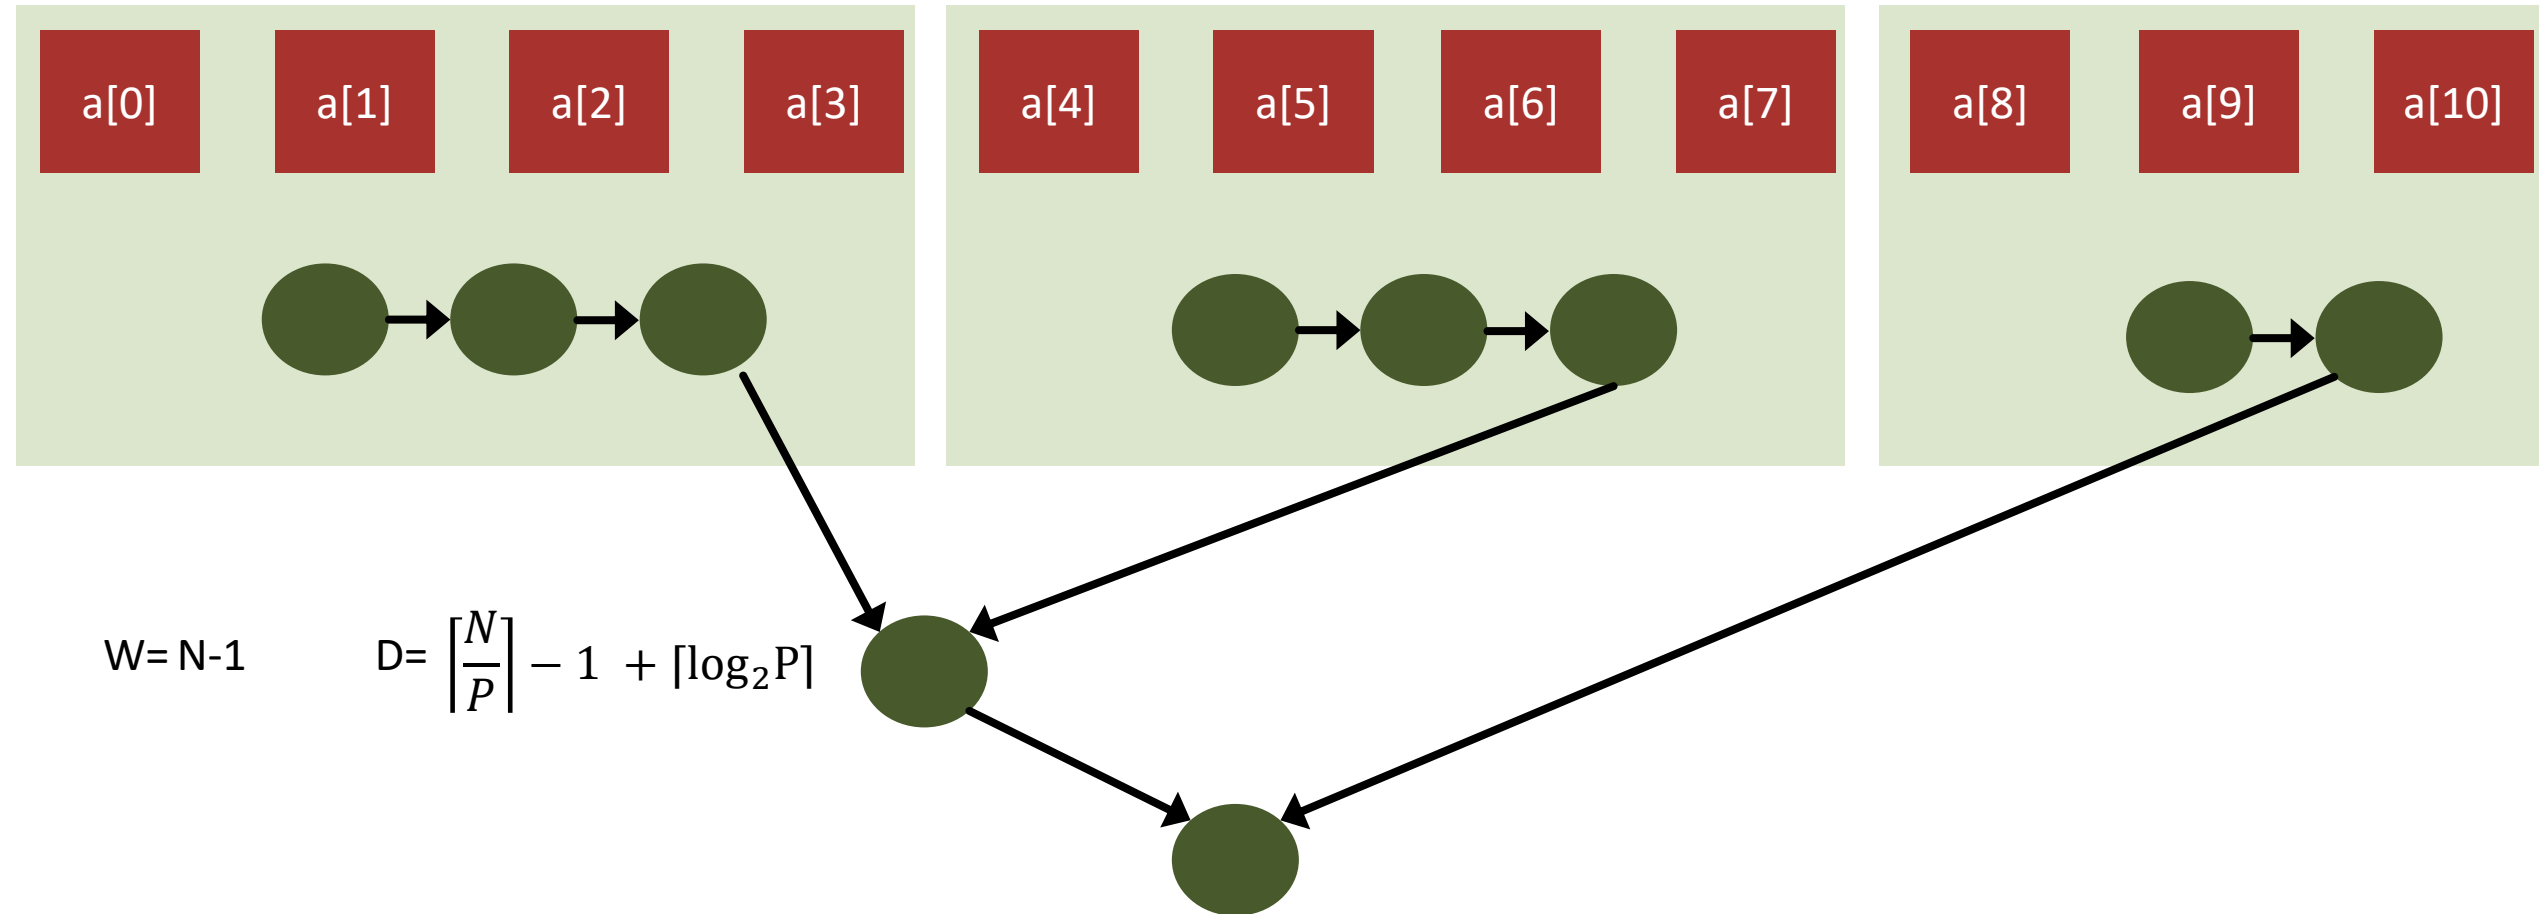 a[0] a[1] a[2] a[3] a[4] a[5] a[6] a[7] a[8] a[9] a[10]
W= N-1 D= ⌈N/P⌉ − 1 + ⌈log₂P⌉